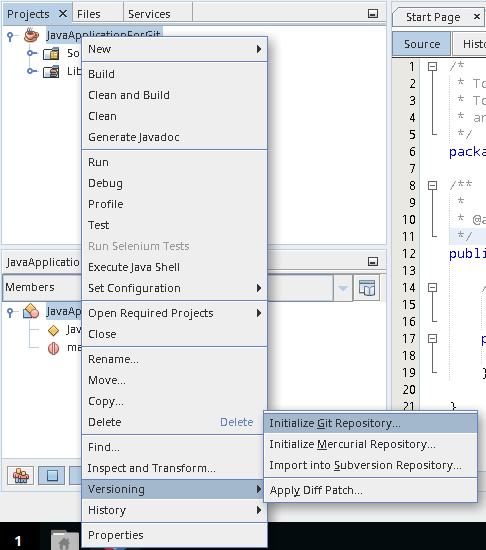 Projects Files Services
Start Page
JavaApplicationForGit
Source Histo
So
Lib
New
Build
Clean and Build
Clean
Generate Javadoc
Run
Debug
Profile
Test
Run Selenium Tests
Execute Java Shell
Set Configuration
Open Required Projects
Close
Rename...
Move...
Copy...
Delete Delete
Find...
Inspect and Transform...
Versioning
History
Properties
Initialize Git Repository...
Initialize Mercurial Repository...
Import into Subversion Repository...
Apply Diff Patch...
JavaApplication
Members
JavaAp
Jav
ma
1 /*
2 * To
3 * To
4 * an
5 */
6 packa
7
8 /**
9 *
10 * @a
11 */
12 publi
13
14 /
15
16
17 p
18
19 }
20
21 }
1